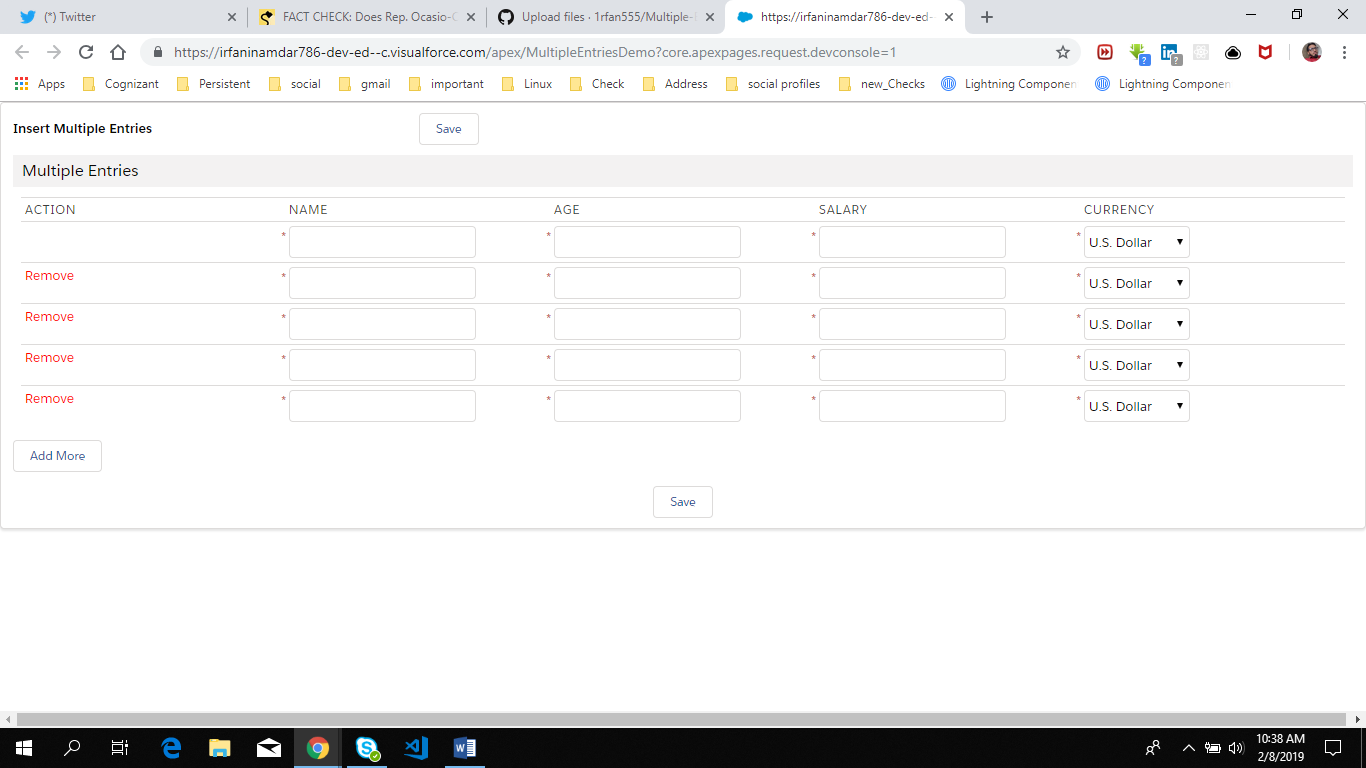 (*) Twitter
FACT CHECK: Does Rep. Ocasio-C
Upload files · 1rfan555/Multiple-
https://irfaninamdar786-dev-ed-
https://irfaninamdar786-dev-ed--c.visualforce.com/apex/MultipleEntriesDemo?core.apexpages.request.devconsole=1
Apps Cognizant Persistent social gmail important Linux Check Address social profiles new_Checks Lightning Componen Lightning Componen
Insert Multiple Entries Save
Multiple Entries
ACTION NAME AGE SALARY CURRENCY
* * * * U.S. Dollar
Remove * * * * U.S. Dollar
Remove * * * * U.S. Dollar
Remove * * * * U.S. Dollar
Remove * * * * U.S. Dollar
Add More
Save
10:38 AM
2/8/2019